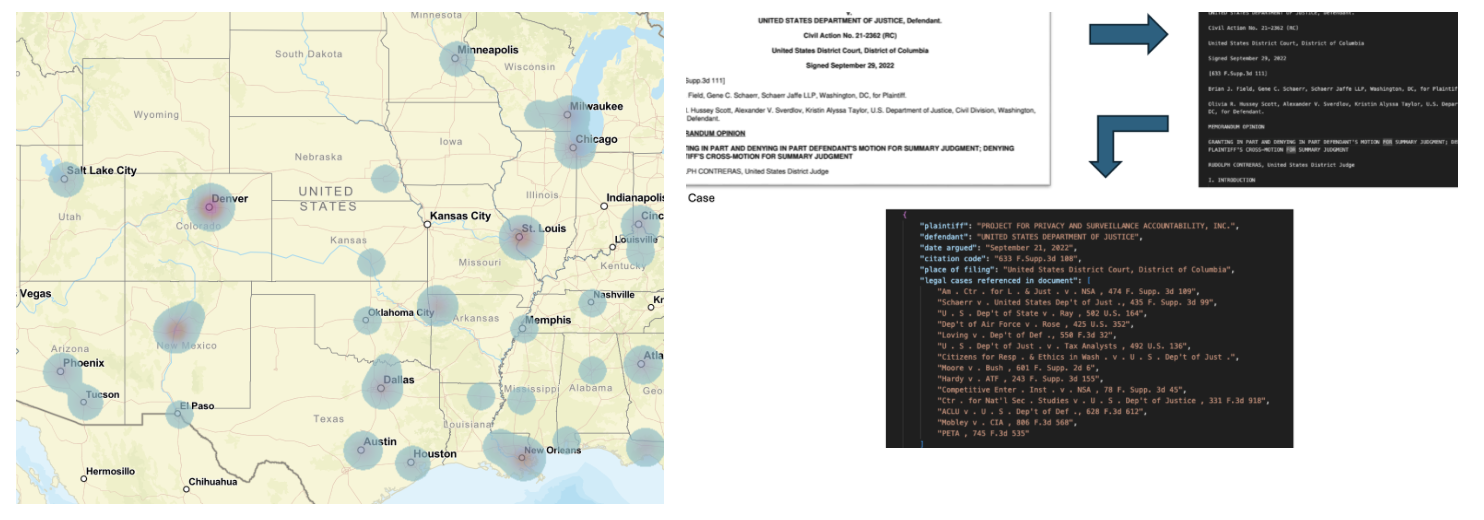 Minnesota
Minneapolis
South Dakota
Wisconsin
Wyoming
Milwaukee
Iowa
Chicago
Nebraska
Salt Lake City
UNITED
STATES
Illinois
Indianapolis
Denver
Utah
Colorado
Kansas City
St. Louis
Cinc
Kansas
Louisville
Missouri
Kentucky
Vegas
Nashville
Kn
Oklahoma City
Arkansas
Memphis
Arizona
New Mexico
Phoenix
Atla
Dallas
Tucson
Mississippi
Alabama
Geo
El Paso
Texas
Louisiana
Austin
Houston
New Orleans
Hermosillo
Chihuahua
v.
UNITED STATES DEPARTMENT OF JUSTICE, Defendant.
Civil Action No. 21-2362 (RC)
United States District Court, District of Columbia
Signed September 29, 2022
Supp.3d 111]
Field, Gene C. Schaerr, Schaerr Jaffe LLP, Washington, DC, for Plaintiff.
. Hussey Scott, Alexander V. Sverdlov, Kristin Alyssa Taylor, U.S. Department of Justice, Civil Division, Washington,
Defendant.
RANDUM OPINION
ING IN PART AND DENYING IN PART DEFENDANT'S MOTION FOR SUMMARY JUDGMENT; DENYING
IFF'S CROSS-MOTION FOR SUMMARY JUDGMENT
PH CONTRERAS, United States District Judge
Case
UNITED STATES DEPARTMENT OF JUSTICE, Defendant.
Civil Action No. 21-2362 (RC)
United States District Court, District of Columbia
Signed September 29, 2022
[633 F.Supp.3d 111]
Brian J. Field, Gene C. Schaerr, Schaerr Jaffe LLP, Washington, DC, for Plaintif
Olivia R. Hussey Scott, Alexander V. Sverdlov, Kristin Alyssa Taylor, U.S. Depar
DC, for Defendant.
MEMORANDUM OPINION
GRANTING IN PART AND DENYING IN PART DEFENDANT'S MOTION FOR SUMMARY JUDGMENT; DE
PLAINTIFF'S CROSS-MOTION FOR SUMMARY JUDGMENT
RUDOLPH CONTRERAS, United States District Judge
I. INTRODUCTION
{
"plaintiff": "PROJECT FOR PRIVACY AND SURVEILLANCE ACCOUNTABILITY, INC.",
"defendant": "UNITED STATES DEPARTMENT OF JUSTICE",
"date argued": "September 21, 2022",
"citation code": "633 F.Supp.3d 108",
"place of filing": "United States District Court, District of Columbia",
"legal cases referenced in document": [
"Am . Ctr . for L . & Just . v . NSA , 474 F. Supp. 3d 109",
"Schaerr v . United States Dep't of Just ., 435 F. Supp. 3d 99",
"U . S . Dep't of State v . Ray , 502 U.S. 164",
"Dep't of Air Force v . Rose , 425 U.S. 352",
"Loving v . Dep't of Def ., 550 F.3d 32",
"U . S . Dep't of Just . v . Tax Analysts , 492 U.S. 136",
"Citizens for Resp . & Ethics in Wash . v . U . S . Dep't of Just .",
"Moore v . Bush , 601 F. Supp. 2d 6",
"Hardy v . ATF , 243 F. Supp. 3d 155",
"Competitive Enter . Inst . v . NSA , 78 F. Supp. 3d 45",
"Ctr . for Nat'l Sec . Studies v . U . S . Dep't of Justice , 331 F.3d 918",
"ACLU v . U . S . Dep't of Def ., 628 F.3d 612",
"Mobley v . CIA , 806 F.3d 568",
"PETA , 745 F.3d 535"
]